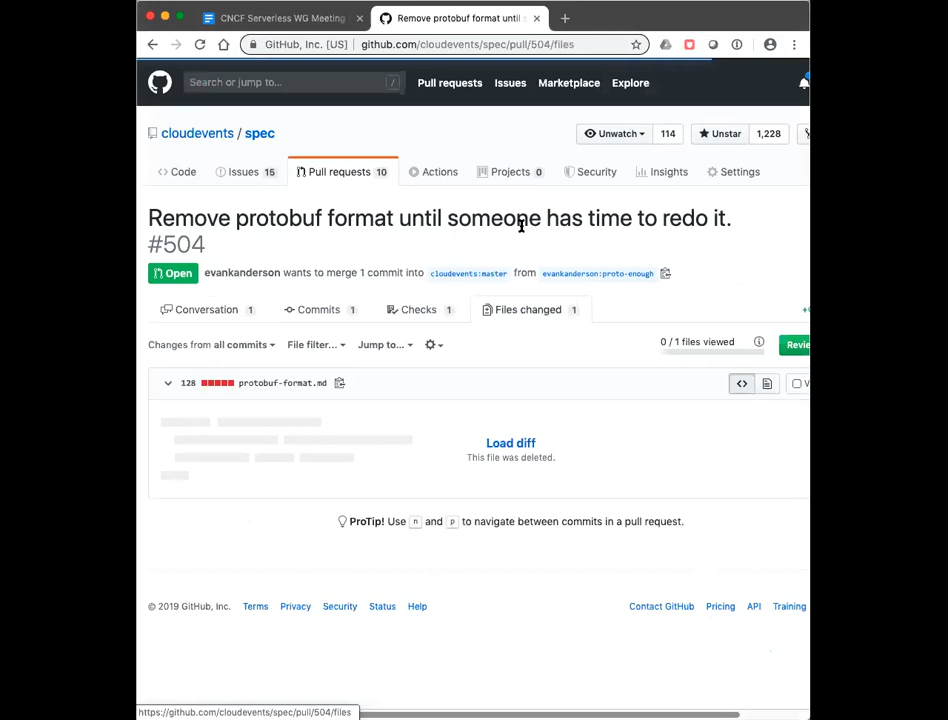 CNCF Serverless WG Meeting
Remove protobuf format until
GitHub, Inc. [US] github.com/cloudevents/spec/pull/504/files
Search or jump to... /
Pull requests Issues Marketplace Explore
cloudevents / spec
Unwatch 114 Unstar 1,228
Code Issues 15 Pull requests 10 Actions Projects 0 Security Insights Settings
Remove protobuf format until someone has time to redo it.
#504
Open evankanderson wants to merge 1 commit into cloudevents:master from evankanderson:proto-enough
Conversation 1 Commits 1 Checks 1 Files changed 1
Changes from all commits File filter... Jump to... 0 / 1 files viewed Revie
128 protobuf-format.md V
Load diff
This file was deleted.
ProTip! Use n and p to navigate between commits in a pull request.
© 2019 GitHub, Inc. Terms Privacy Security Status Help Contact GitHub Pricing API Training
https://github.com/cloudevents/spec/pull/504/files